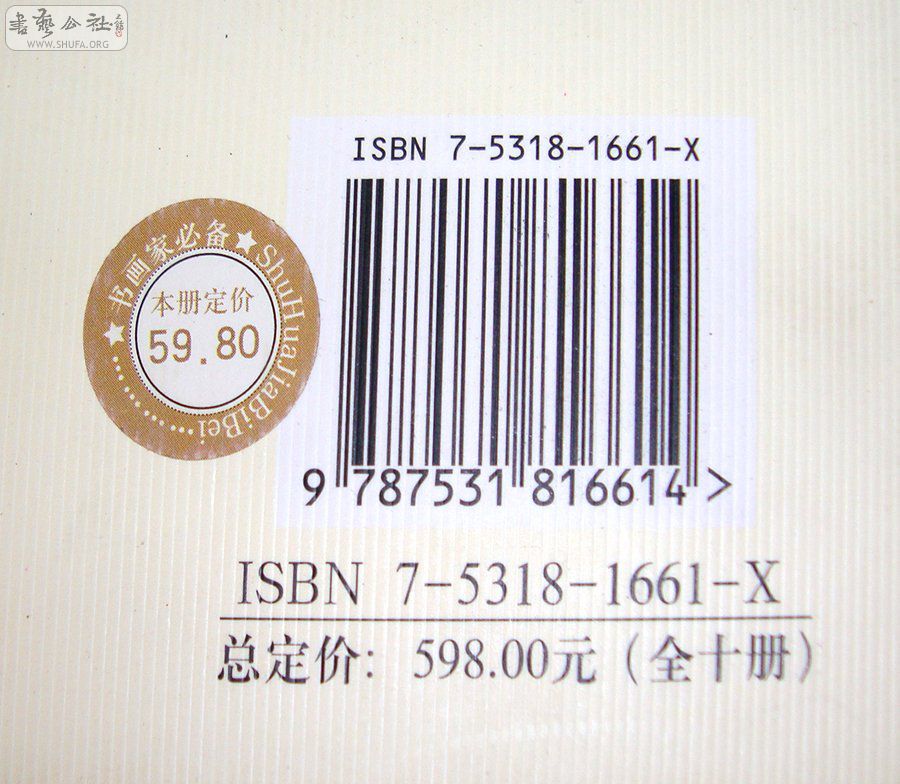 書藝公社
WWW.SHUFA.ORG
ISBN 7-5318-1661-X
9 787531 816614 >
书画家必备
ShuHuaJiaBiBei
本册定价
59.80
ISBN 7-5318-1661-X
总定价：598.00元（全十册）